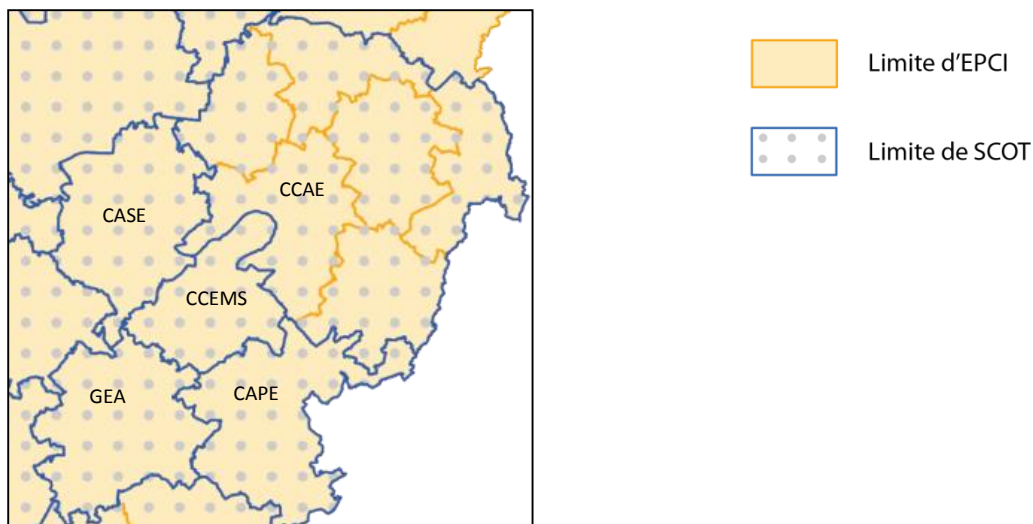 Limite d'EPCI
Limite de SCOT
CCAE
CASE
CCEMS
GEA
CAPE